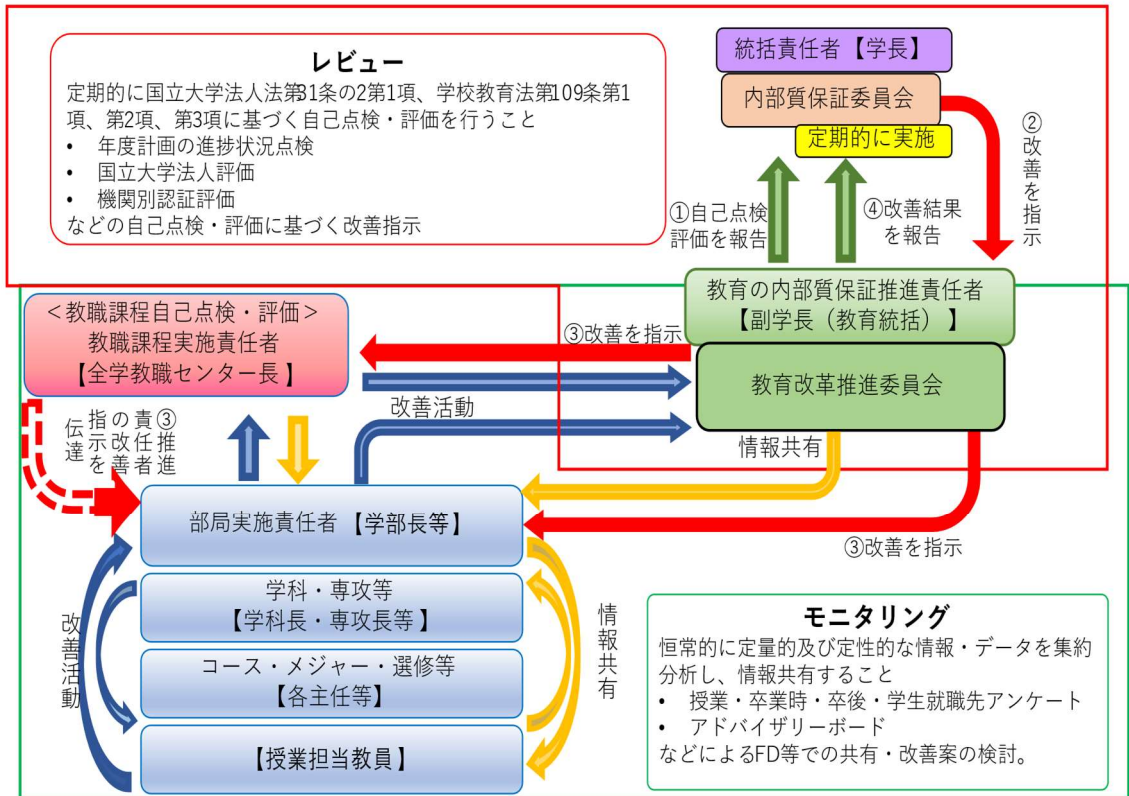 レビュー
定期的に国立大学法人法第31条の2第1項、学校教育法第109条第1
項、第2項、第3項に基づく自己点検・評価を行うこと
• 年度計画の進捗状況点検
• 国立大学法人評価
• 機関別認証評価
などの自己点検・評価に基づく改善指示
統括責任者【学長】
内部質保証委員会
定期的に実施
②改善を指示
①自己点検
評価を報告
④改善結果
を報告
教育の内部質保証推進責任者
【副学長（教育統括）】
教育改革推進委員会
＜教職課程自己点検・評価＞
教職課程実施責任者
【全学教職センター長】
③改善を指示
改善活動
情報共有
③推進
責任者
の改善
指示を
伝達
部局実施責任者【学部長等】
③改善を指示
学科・専攻等
【学科長・専攻長等】
コース・メジャー・選修等
【各主任等】
【授業担当教員】
改善活動
情報共有
モニタリング
恒常的に定量的及び定性的な情報・データを集約
分析し、情報共有すること
• 授業・卒業時・卒後・学生就職先アンケート
• アドバイザリーボード
などによるFD等での共有・改善案の検討。